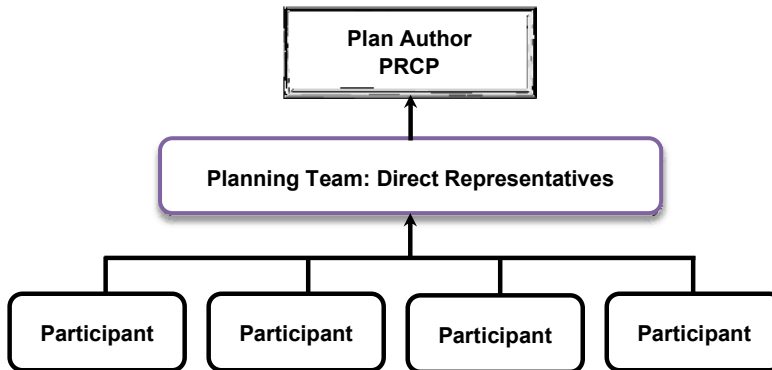 Plan Author
PRCP
Planning Team: Direct Representatives
Participant
Participant
Participant
Participant